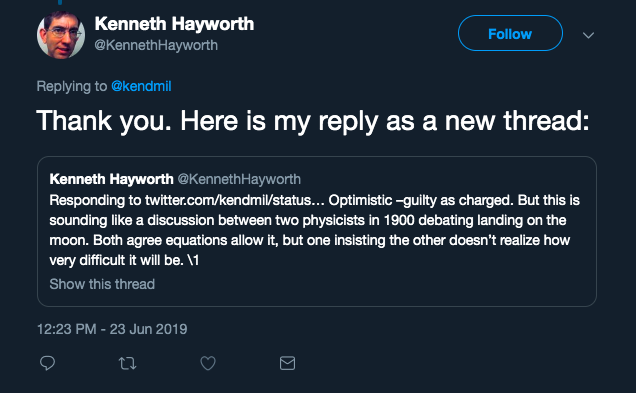 Kenneth Hayworth
@KennethHayworth
Follow
Replying to @kendmil
Thank you. Here is my reply as a new thread:
Kenneth Hayworth @KennethHayworth
Responding to twitter.com/kendmil/status… Optimistic –guilty as charged. But this is
sounding like a discussion between two physicists in 1900 debating landing on the
moon. Both agree equations allow it, but one insisting the other doesn't realize how
very difficult it will be. \1
Show this thread
12:23 PM - 23 Jun 2019